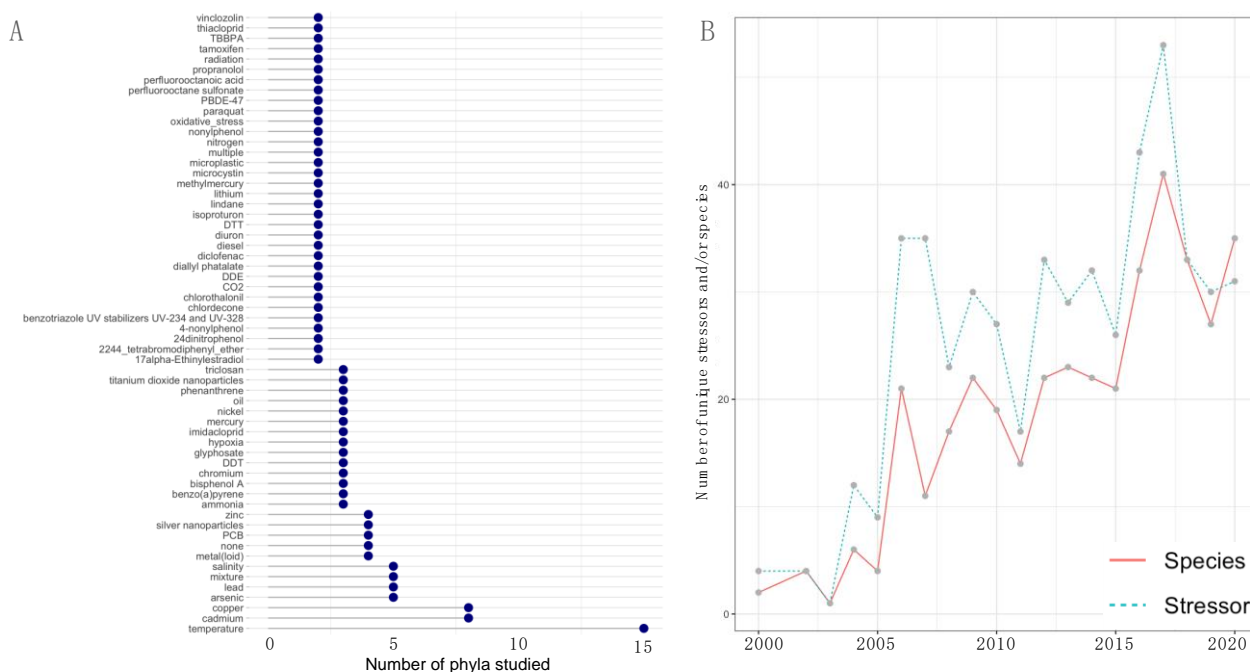 A
vinclozolin
thiacloprid
TBBPA
tamoxifen
radiation
propranolol
perfluorooctanoic acid
perfluorooctane sulfonate
PBDE-47
paraquat
oxidative_stress
nonylphenol
nitrogen
multiple
microplastic
microcystin
methylmercury
lithium
lindane
isoproturon
DTT
diuron
diesel
diclofenac
diallyl phatalate
DDE
CO2
chlorothalonil
chlordecone
benzotriazole UV stabilizers UV-234 and UV-328
4-nonylphenol
24dinitrophenol
2244_tetrabromodiphenyl_ether
17alpha-Ethinylestradiol
triclosan
titanium dioxide nanoparticles
phenanthrene
oil
nickel
mercury
imidacloprid
hypoxia
glyphosate
DDT
chromium
bisphenol A
benzo(a)pyrene
ammonia
zinc
silver nanoparticles
PCB
none
metal(loid)
salinity
mixture
lead
arsenic
copper
cadmium
temperature
0 5 10 15
Number of phyla studied
B
Number of unique stressors and/or species
40
20
0
Species
Stressor
2000 2005 2010 2015 2020